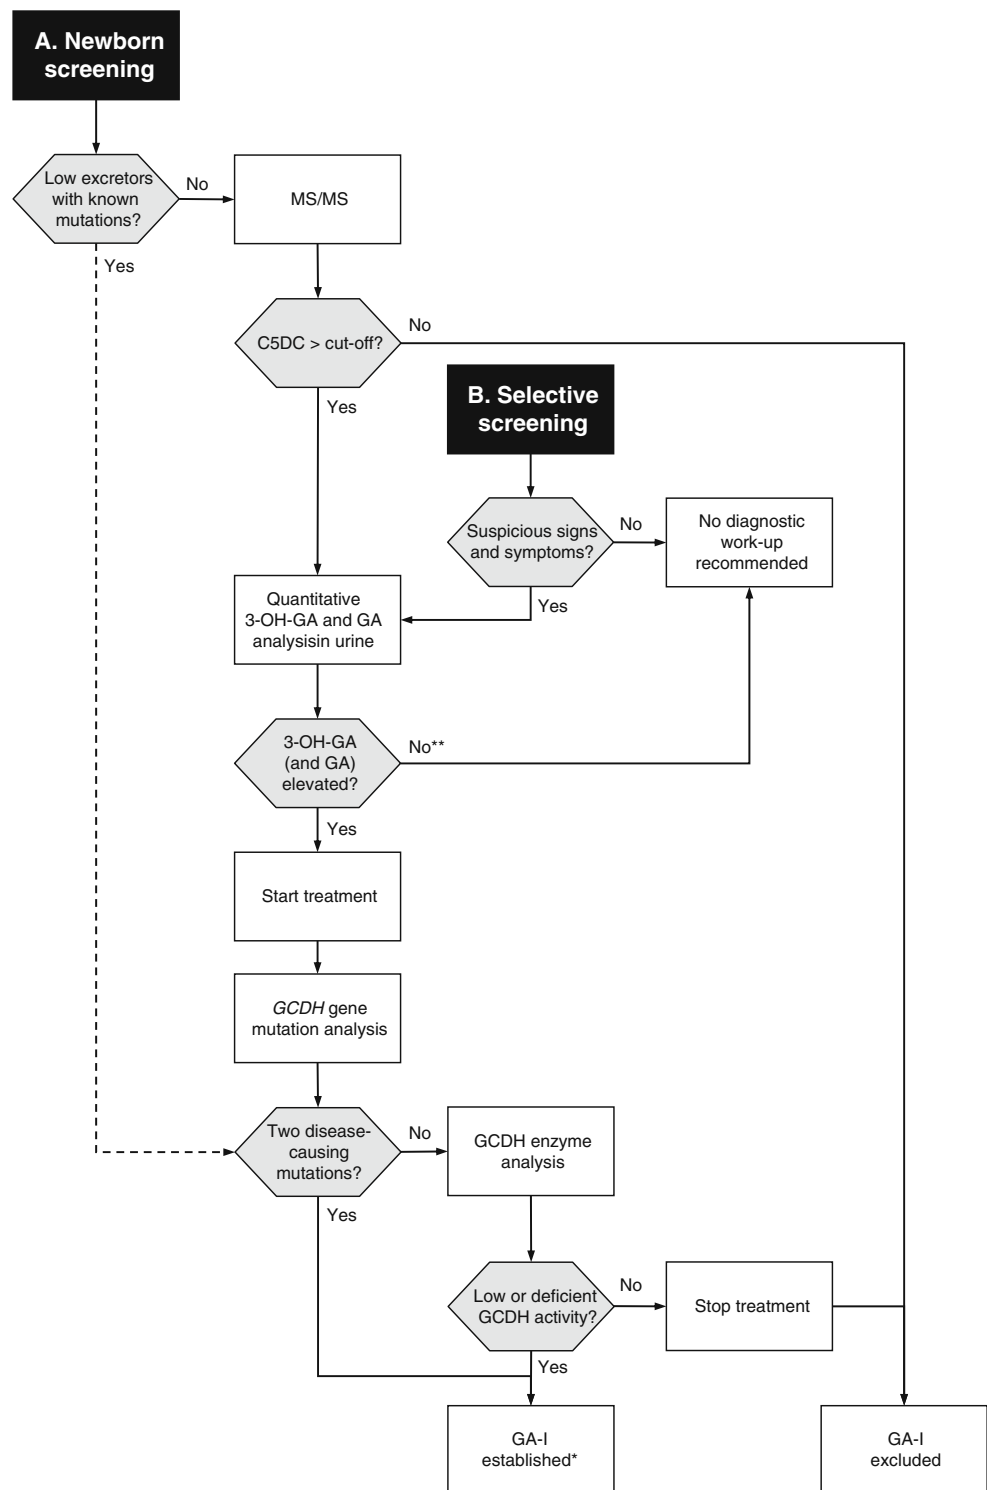 A. Newborn
screening
Low excretors
with known
mutations?
No
MS/MS
Yes
C5DC > cut-off?
No
Yes
B. Selective
screening
Suspicious signs
and symptoms?
No
No diagnostic
work-up
recommended
Yes
Quantitative
3-OH-GA and GA
analysisin urine
3-OH-GA
(and GA)
elevated?
No**
Yes
Start treatment
GCDH gene
mutation analysis
Two disease-
causing
mutations?
No
GCDH enzyme
analysis
Yes
Low or deficient
GCDH activity?
No
Stop treatment
Yes
GA-I
established*
GA-I
excluded